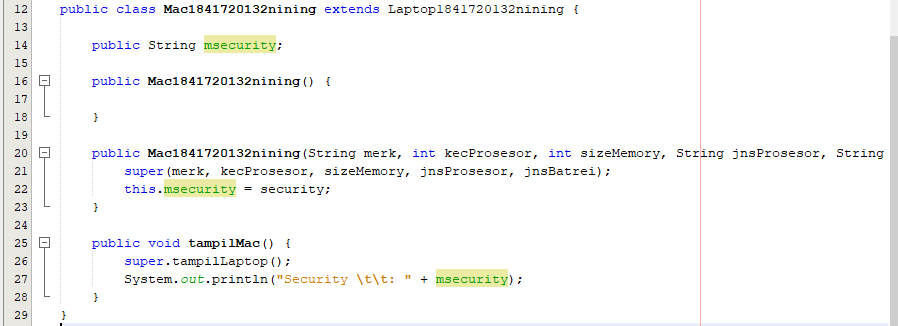 12 public class Mac1841720132nining extends Laptop1841720132nining {
13
14 public String msecurity;
15
16 public Mac1841720132nining() {
17
18 }
19
20 public Mac1841720132nining(String merk, int kecProsesor, int sizeMemory, String jnsProsesor, String
21 super(merk, kecProsesor, sizeMemory, jnsProsesor, jnsBatrei);
22 this.msecurity = security;
23 }
24
25 public void tampilMac() {
26 super.tampilLaptop();
27 System.out.println("Security \t\t: " + msecurity);
28 }
29 }